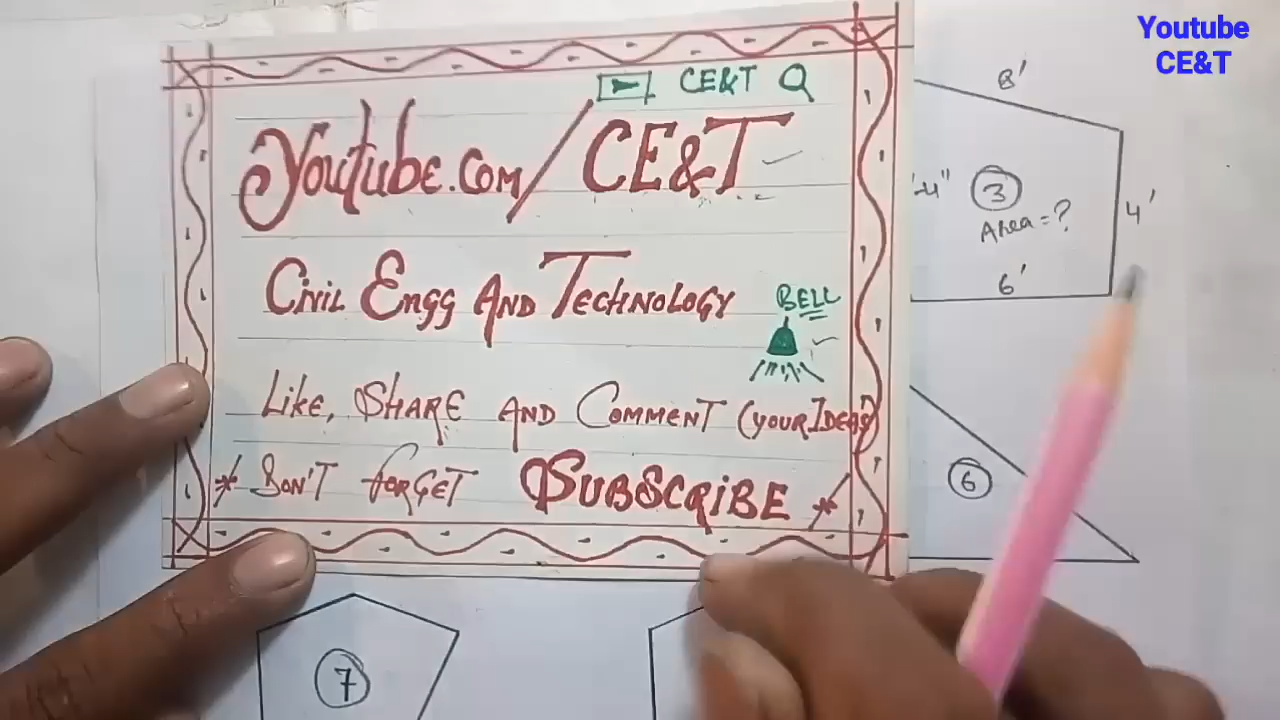 Youtube
CE&T
CE&T
Youtube.com/CE&T
Civil Engg And Technology
BELL
Like, Share and Comment (your Ideas)
* Don't forget Subscribe *
8'
3
4'
Area=?
6'
6
7